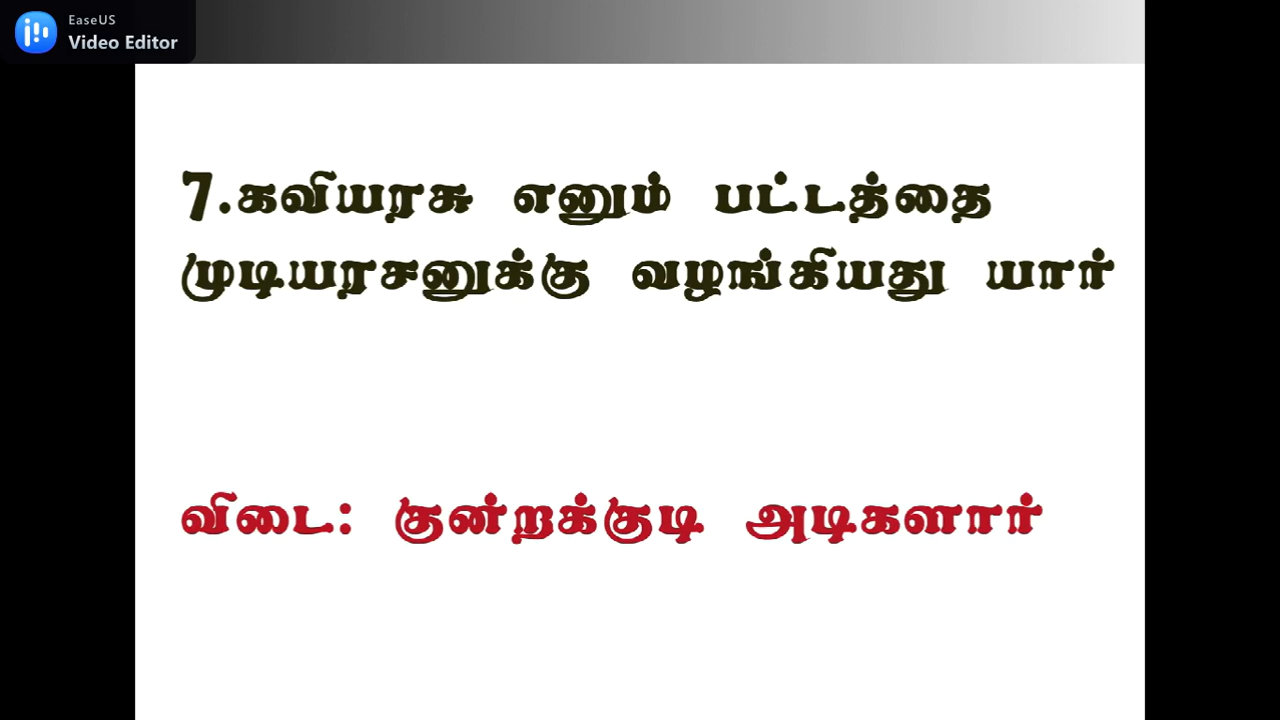 EaseUS
Video Editor
7.கவியரசு எனும் பட்டத்தை
முடியரசனுக்கு வழங்கியது யார்
விடை: குன்றக்குடி அடிகளார்